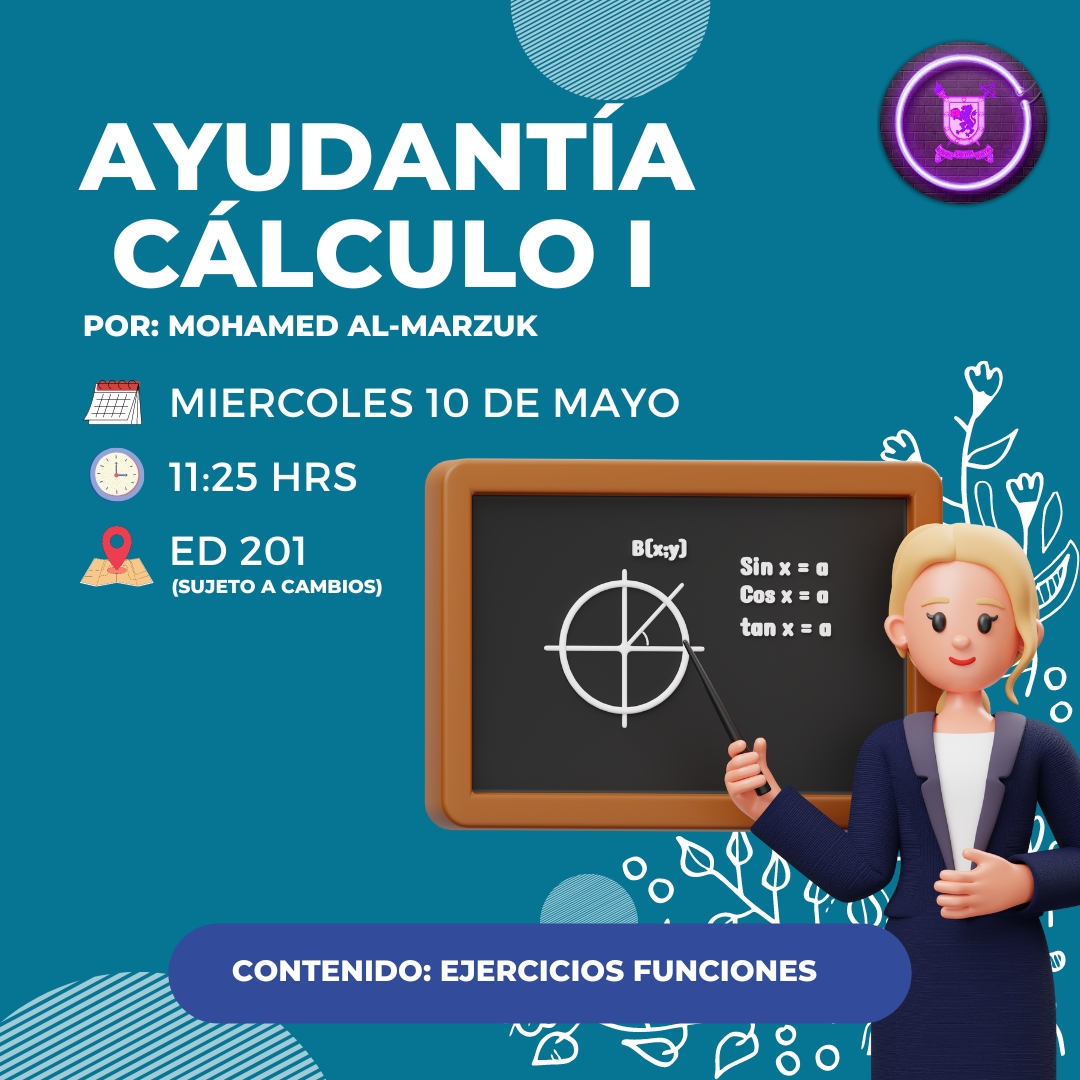 AYUDANTÍA
CÁLCULO I
POR: MOHAMED AL-MARZUK
MIERCOLES 10 DE MAYO
11:25 HRS
ED 201
(SUJETO A CAMBIOS)
B(x;y)
Sin x = a
Cos x = a
tan x = a
CONTENIDO: EJERCICIOS FUNCIONES